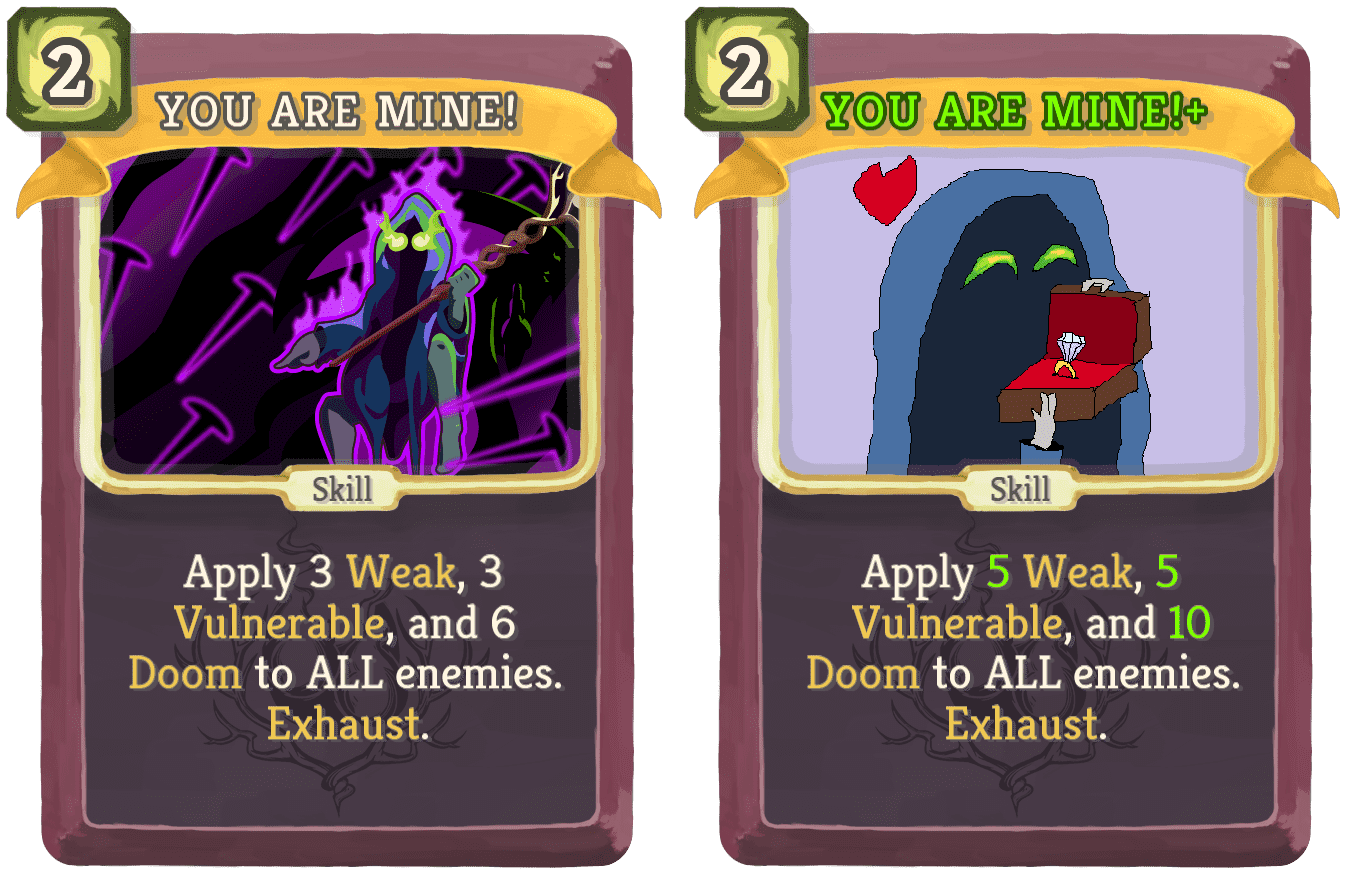 2
YOU ARE MINE!
Skill
Apply 3 Weak, 3
Vulnerable, and 6
Doom to ALL enemies.
Exhaust.
2
YOU ARE MINE!+
Skill
Apply 5 Weak, 5
Vulnerable, and 10
Doom to ALL enemies.
Exhaust.